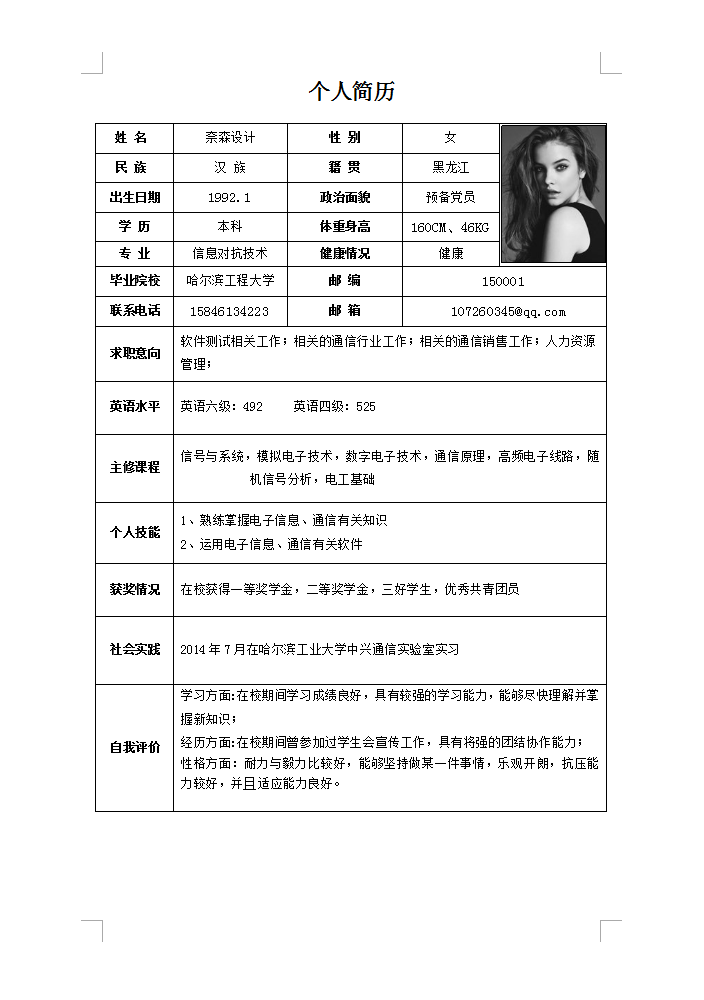 个人简历
姓 名 奈森设计 性 别 女
民 族 汉 族 籍 贯 黑龙江
出生日期 1992.1 政治面貌 预备党员
学 历 本科 体重身高 160CM、46KG
专 业 信息对抗技术 健康情况 健康
毕业院校 哈尔滨工程大学 邮 编 150001
联系电话 15846134223 邮 箱 107260345@qq.com
求职意向 软件测试相关工作；相关的通信行业工作；相关的通信销售工作；人力资源
管理；
英语水平 英语六级：492 英语四级：525
主修课程 信号与系统，模拟电子技术，数字电子技术，通信原理，高频电子线路，随
机信号分析，电工基础
个人技能 1、熟练掌握电子信息、通信有关知识
2、运用电子信息、通信有关软件
获奖情况 在校获得一等奖学金，二等奖学金，三好学生，优秀共青团员
社会实践 2014年7月在哈尔滨工业大学中兴通信实验室实习
自我评价 学习方面:在校期间学习成绩良好，具有较强的学习能力，能够尽快理解并掌
握新知识；
经历方面:在校期间曾参加过学生会宣传工作，具有将强的团结协作能力；
性格方面：耐力与毅力比较好，能够坚持做某一件事情，乐观开朗，抗压能
力较好，并且适应能力良好。